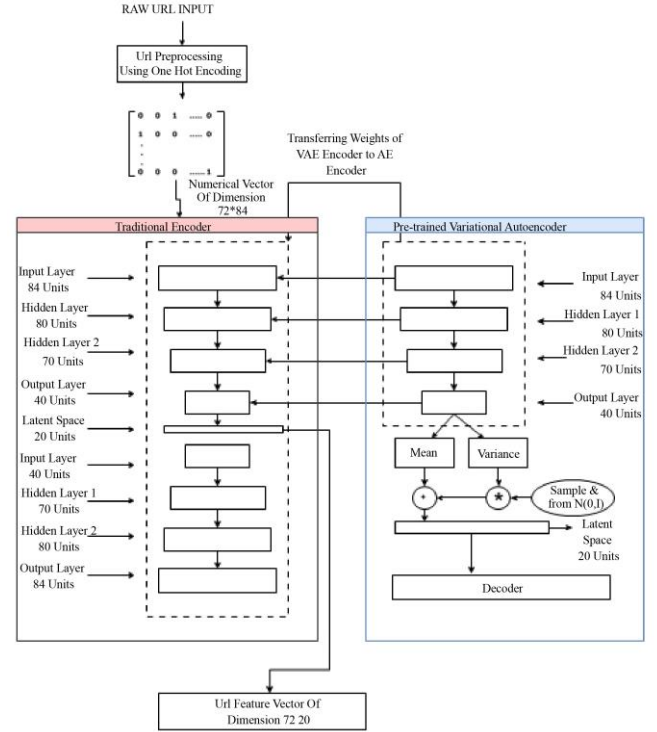 RAW URL INPUT
Url Preprocessing
Using One Hot Encoding
0 0 1 ...... 0
1 0 0 ..... 0
.
.
.
0 0 0 ......1
Numerical Vector
Of Dimension
72*84
Transferring Weights of
VAE Encoder to AE
Encoder
Traditional Encoder
Input Layer
84 Units
Hidden Layer
80 Units
Hidden Layer 2
70 Units
Output Layer
40 Units
Latent Space
20 Units
Input Layer
40 Units
Hidden Layer 1
70 Units
Hidden Layer 2
80 Units
Output Layer
84 Units
Pre-trained Variational Autoencoder
Input Layer
84 Units
Hidden Layer 1
80 Units
Hidden Layer 2
70 Units
Output Layer
40 Units
Mean
Variance
+
*
Sample &
from N(0,I)
Latent
Space
20 Units
Decoder
Url Feature Vector Of
Dimension 72 20